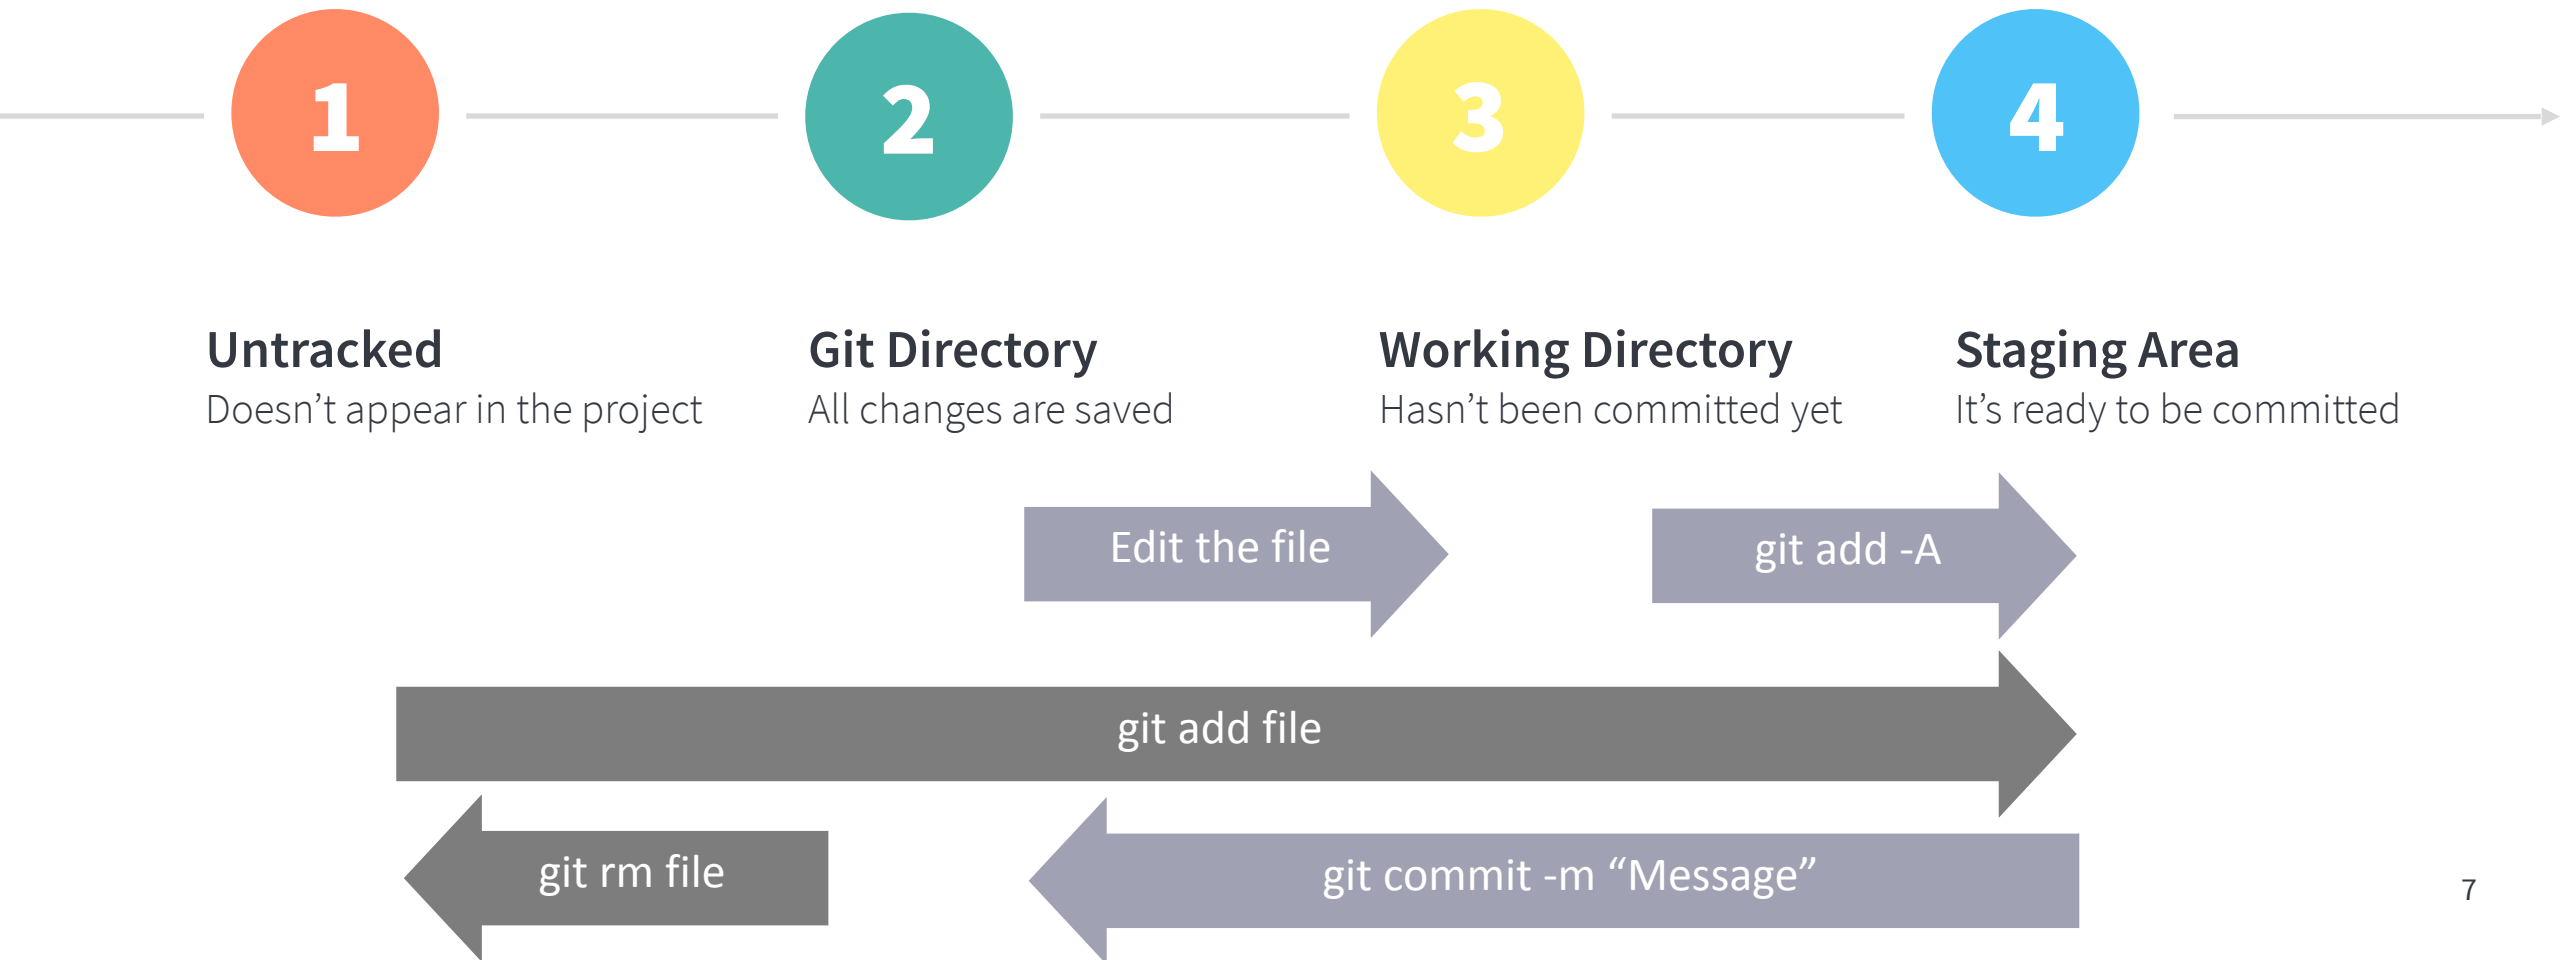 1
2
3
4
Untracked
Doesn’t appear in the project
Git Directory
All changes are saved
Working Directory
Hasn’t been committed yet
Staging Area
It’s ready to be committed
Edit the file
git add -A
git add file
git rm file
git commit -m “Message”
7